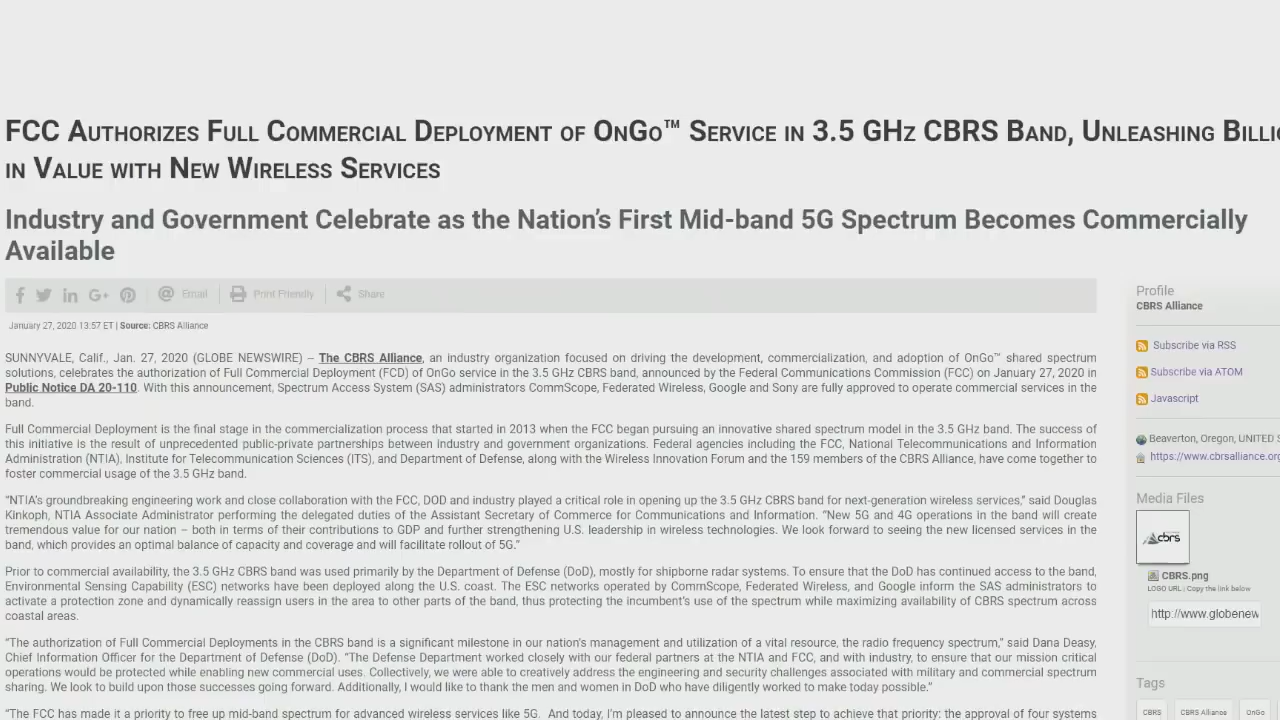 FCC Authorizes Full Commercial Deployment of OnGo™ Service in 3.5 GHz CBRS Band, Unleashing
in Value with New Wireless Services
Industry and Government Celebrate as the Nation's First Mid-band 5G Spectrum Becomes Commercially
Available
Email Print Friendly Share
January 27, 2020 13:57 ET | Source: CBRS Alliance
SUNNYVALE, Calif., Jan. 27, 2020 (GLOBE NEWSWIRE) -- The CBRS Alliance, an industry organization focused on driving the development, commercialization, and adoption of OnGo™ shared spectrum
solutions, celebrates the authorization of Full Commercial Deployment (FCD) of OnGo service in the 3.5 GHz CBRS band, announced by the Federal Communications Commission (FCC) on January 27, 2020 in
Public Notice DA 20-110. With this announcement, Spectrum Access System (SAS) administrators CommScope, Federated Wireless, Google and Sony are fully approved to operate commercial services in the
band.
Full Commercial Deployment is the final stage in the commercialization process that started in 2013 when the FCC began pursuing an innovative shared spectrum model in the 3.5 GHz band. The success of
this initiative is the result of unprecedented public-private partnerships between industry and government organizations. Federal agencies including the FCC, National Telecommunications and Information
Administration (NTIA), Institute for Telecommunication Sciences (ITS), and Department of Defense, along with the Wireless Innovation Forum and the 159 members of the CBRS Alliance, have come together to
foster commercial usage of the 3.5 GHz band.
“NTIA's groundbreaking engineering work and close collaboration with the FCC, DOD and industry played a critical role in opening up the 3.5 GHz CBRS band for next-generation wireless services,” said Douglas
Kinkoph, NTIA Associate Administrator performing the delegated duties of the Assistant Secretary of Commerce for Communications and Information. “New 5G and 4G operations in the band will create
tremendous value for our nation – both in terms of their contributions to GDP and further strengthening U.S. leadership in wireless technologies. We look forward to seeing the new licensed services in the
band, which provides an optimal balance of capacity and coverage and will facilitate rollout of 5G.”
Prior to commercial availability, the 3.5 GHz CBRS band was used primarily by the Department of Defense (DoD), mostly for shipborne radar systems. To ensure that the DoD has continued access to the band,
Environmental Sensing Capability (ESC) networks have been deployed along the U.S. coast. The ESC networks operated by CommScope, Federated Wireless, and Google inform the SAS administrators to
activate a protection zone and dynamically reassign users in the area to other parts of the band, thus protecting the incumbent's use of the spectrum while maximizing availability of CBRS spectrum across
coastal areas.
“The authorization of Full Commercial Deployments in the CBRS band is a significant milestone in our nation's management and utilization of a vital resource, the radio frequency spectrum,” said Dana Deasy,
Chief Information Officer for the Department of Defense (DoD). “The Defense Department worked closely with our federal partners at the NTIA and FCC, and with industry, to ensure that our mission critical
operations would be protected while enabling new commercial uses. Collectively, we were able to creatively address the engineering and security challenges associated with military and commercial spectrum
sharing. We look to build upon those successes going forward. Additionally, I would like to thank the men and women in DoD who have diligently worked to make today possible.”
“The FCC has made it a priority to free up mid-band spectrum for advanced wireless services like 5G. And today, I'm pleased to announce the latest step to achieve that priority: the approval of four systems
Profile
CBRS Alliance
Subscribe via RSS
Subscribe via ATOM
Javascript
Beaverton, Oregon, UNITED
https://www.cbrsalliance.org
Media Files
cbrs
CBRS.png
LOGO URL | Copy the link below
http://www.globenew
Tags
CBRS CBRS Alliance OnGo